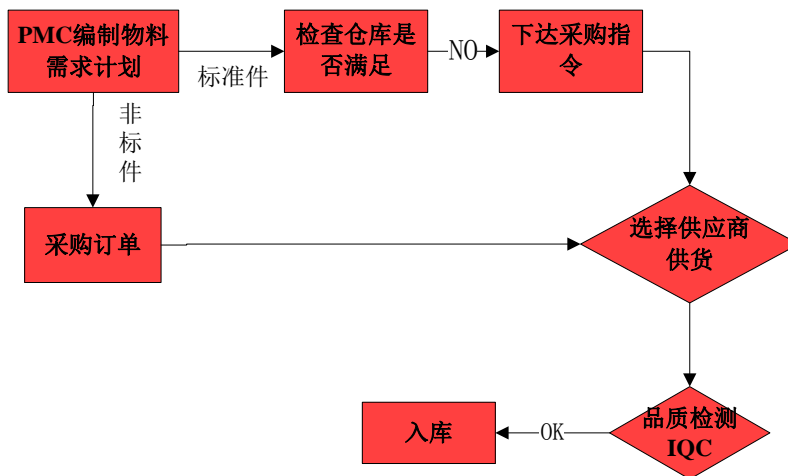 PMC编制物料
需求计划
标准件
检查仓库是
否满足
NO
下达采购指
令
非
标
件
采购订单
选择供应商
供货
品质检测
IQC
OK
入库